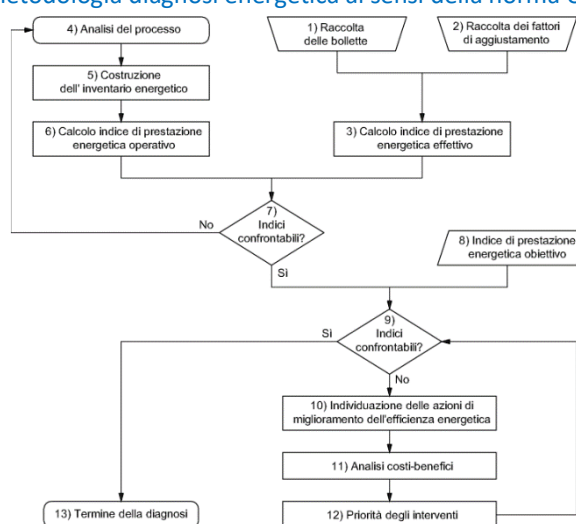 metodologia diagnosi energetica ai sensi della norma
4) Analisi del processo
1) Raccolta
delle bollette
2) Raccolta dei fattori
di aggiustamento
5) Costruzione
dell' inventario energetico
6) Calcolo indice di prestazione
energetica operativo
3) Calcolo indice di prestazione
energetica effettivo
7)
Indici
confrontabili?
No
Sì
8) Indice di prestazione
energetica obiettivo
9)
Indici
confrontabili?
Sì
No
10) Individuazione delle azioni di
miglioramento dell'efficienza energetica
11) Analisi costi-benefici
12) Priorità degli interventi
13) Termine della diagnosi